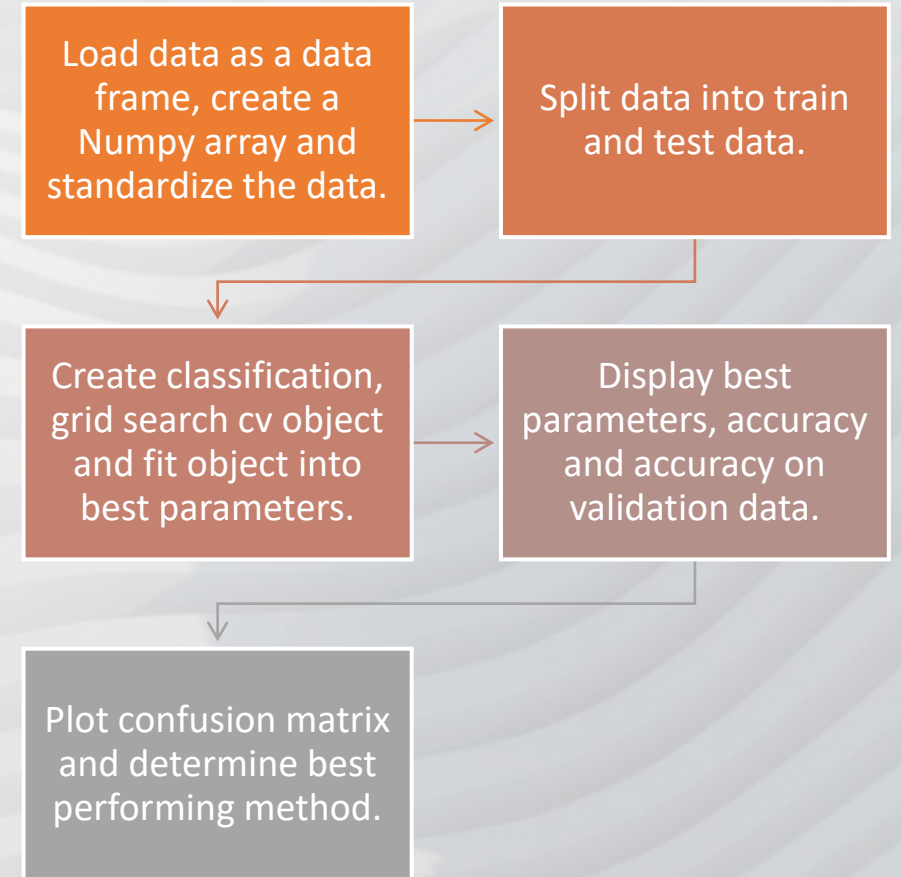 Load data as a data
frame, create a
Numpy array and
standardize the data.
Split data into train
and test data.
Create classification,
grid search cv object
and fit object into
best parameters.
Display best
parameters, accuracy
and accuracy on
validation data.
Plot confusion matrix
and determine best
performing method.